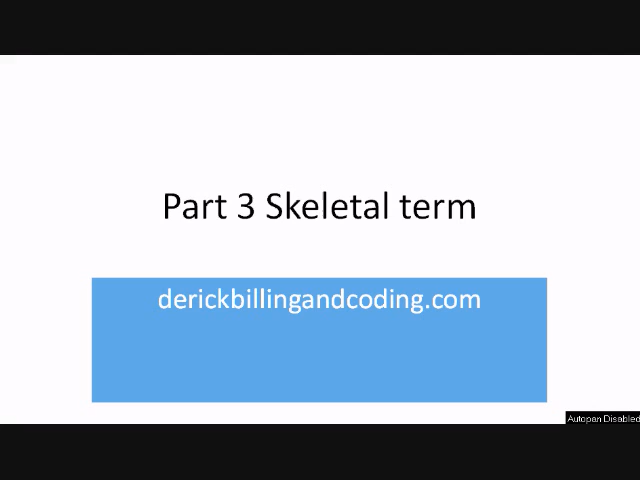 Part 3 Skeletal term
derickbillingandcoding.com
Autopan Disabled